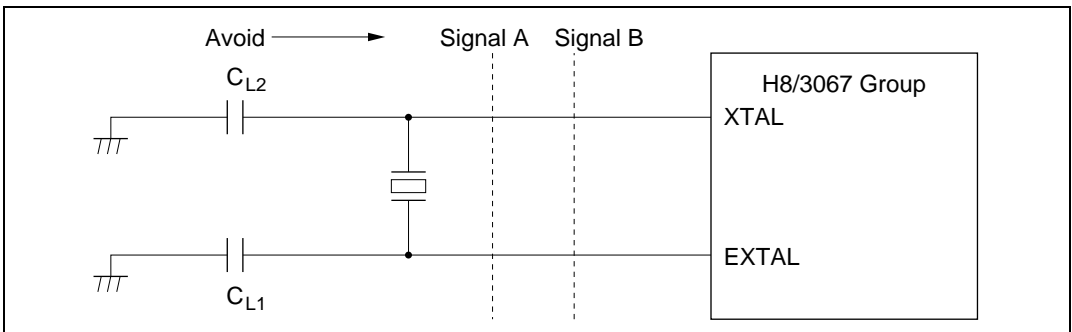 Avoid Signal A Signal B
C_L2
H8/3067 Group
XTAL
EXTAL
C_L1